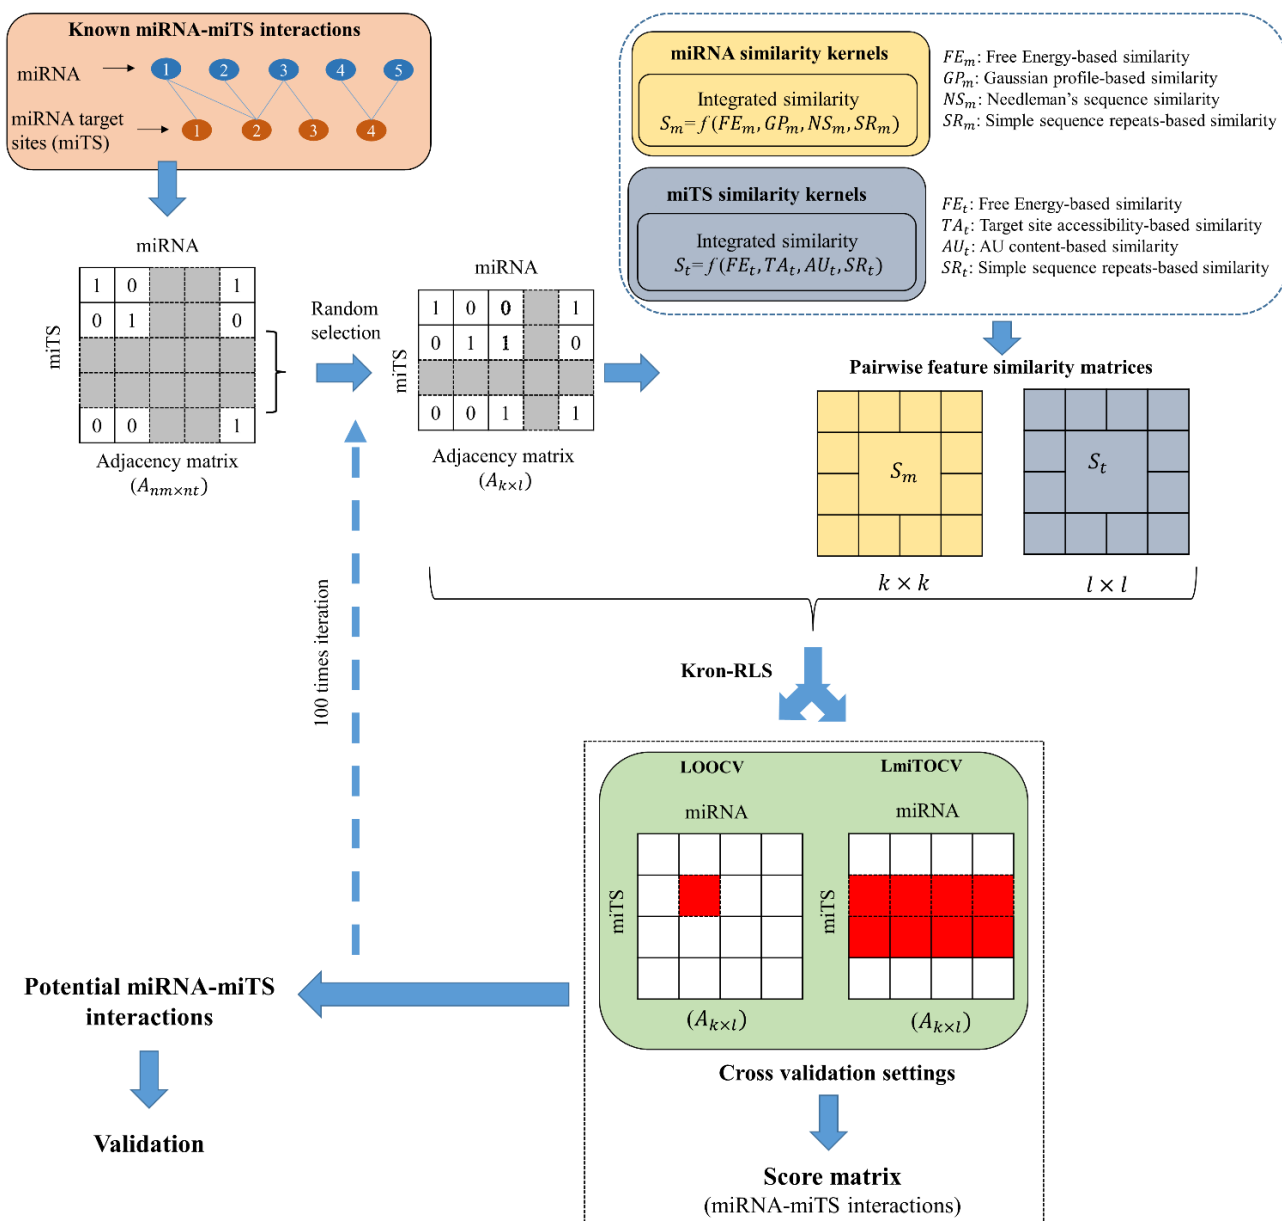 Known miRNA-miTS interactions
miRNA
1 2 3 4 5
miRNA target
sites (miTS)
1 2 3 4
miRNA similarity kernels
Integrated similarity
S_m = f(FE_m, GP_m, NS_m, SR_m)
FE_m: Free Energy-based similarity
GP_m: Gaussian profile-based similarity
NS_m: Needleman's sequence similarity
SR_m: Simple sequence repeats-based similarity
miTS similarity kernels
Integrated similarity
S_t = f(FE_t, TA_t, AU_t, SR_t)
FE_t: Free Energy-based similarity
TA_t: Target site accessibility-based similarity
AU_t: AU content-based similarity
SR_t: Simple sequence repeats-based similarity
miRNA
miTS
1 0 1
0 1 0
0 0 1
Adjacency matrix
(A_{nm×nt})
Random
selection
miRNA
miTS
1 0 0 1
0 1 1 0
0 0 1 1
Adjacency matrix
(A_{k×l})
Pairwise feature similarity matrices
S_m
S_t
k × k
l × l
100 times iteration
Kron-RLS
LOOCV
LmiTOCV
miRNA
miRNA
miTS
miTS
(A_{k×l})
(A_{k×l})
Cross validation settings
Score matrix
(miRNA-miTS interactions)
Potential miRNA-miTS
interactions
Validation